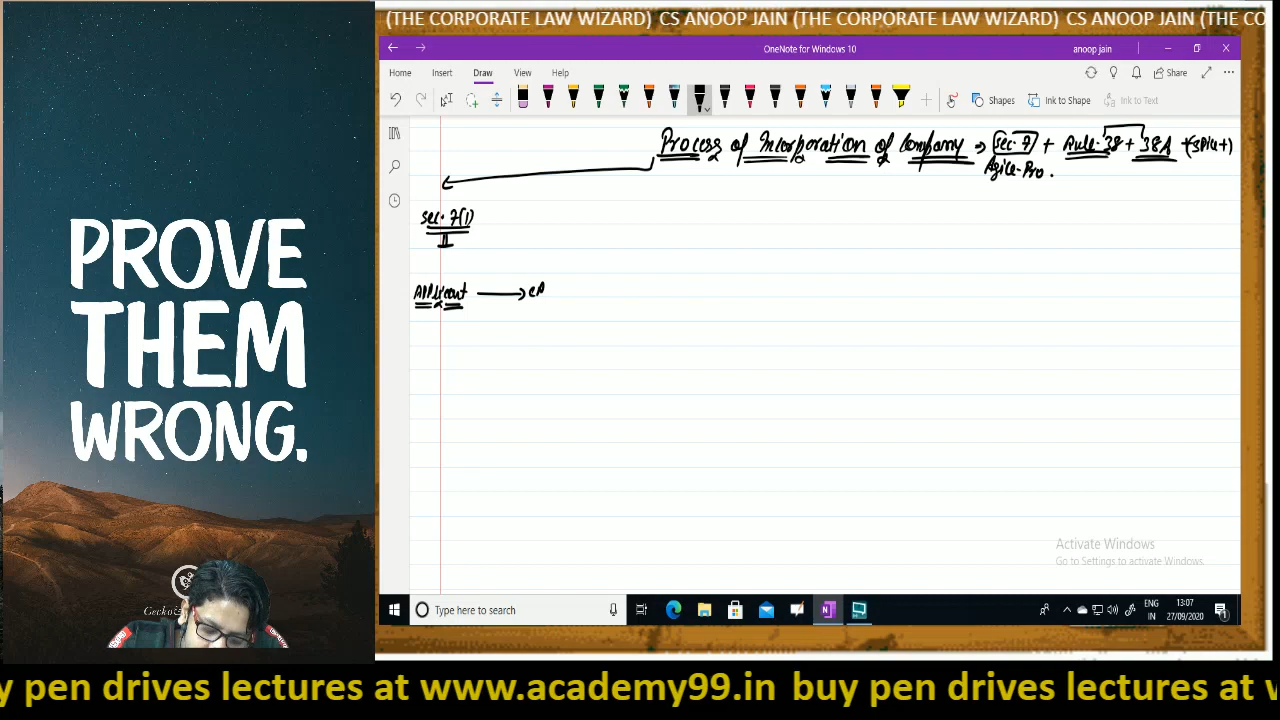 (THE CORPORATE LAW WIZARD) CS ANOOP JAIN (THE CORPORATE LAW WIZARD) CS ANOOP JAIN (THE CO
OneNote for Windows 10
anoop jain
Home Insert Draw View Help
Share
Shapes
Ink to Shape
Ink to Text
Process of Incorporation of Company ⇒ Sec-7 + Rule-38 + 38A + (Spice+)
Agile-Pro.
Sec. 7(1)
Applicant → CA
PROVE
THEM
WRONG.
Activate Windows
Go to Settings to activate Windows.
Type here to search
ENG
IN
13:07
27/09/2020
1
y pen drives lectures at www.academy99.in buy pen drives lectures at w